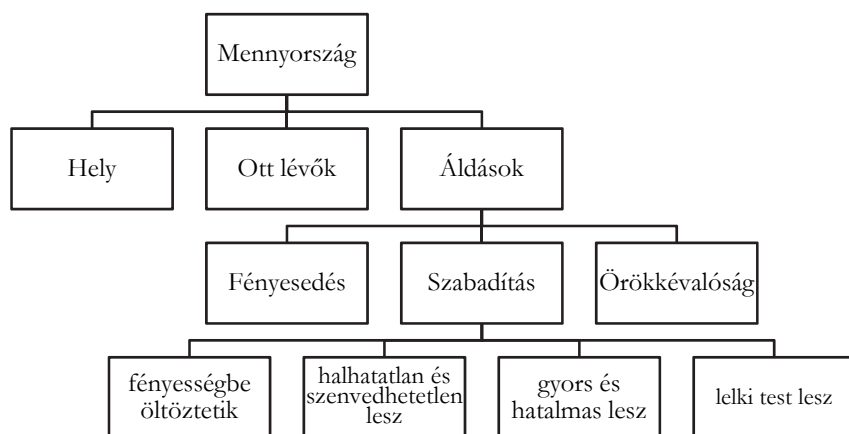 Mennyország
Hely
Ott lévők
Áldások
Fényesedés
Szabadítás
Örökkévalóság
fényességbe
öltöztetik
halhatatlan és
szenvedhetetlen
lesz
gyors és
hatalmas lesz
lelki test lesz